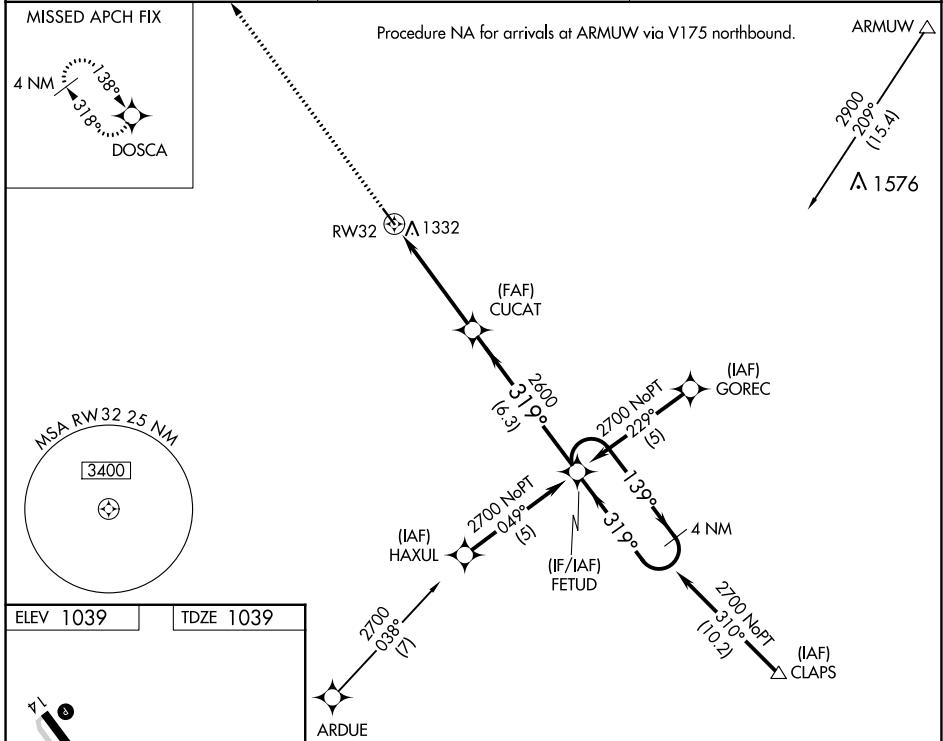 MISSED APCH FIX
4 NM
138°
318°
DOSCA
Procedure NA for arrivals at ARMUW via V175 northbound.
ARMUW
2900
209°
(15.4)
1576
RW32
1332
(FAF)
CUCAT
2600
319°
(6.3)
(IAF)
GOREC
2700 NoPT
229°
(5)
MSA RW32 25 NM
3400
2700 NoPT
049°
(5)
(IAF)
HAXUL
139°
319°
4 NM
(IF/IAF)
FETUD
2700 NoPT
310°
(10.2)
(IAF)
CLAPS
2700
038°
(7)
ARDUE
ELEV 1039
TDZE 1039
14
P